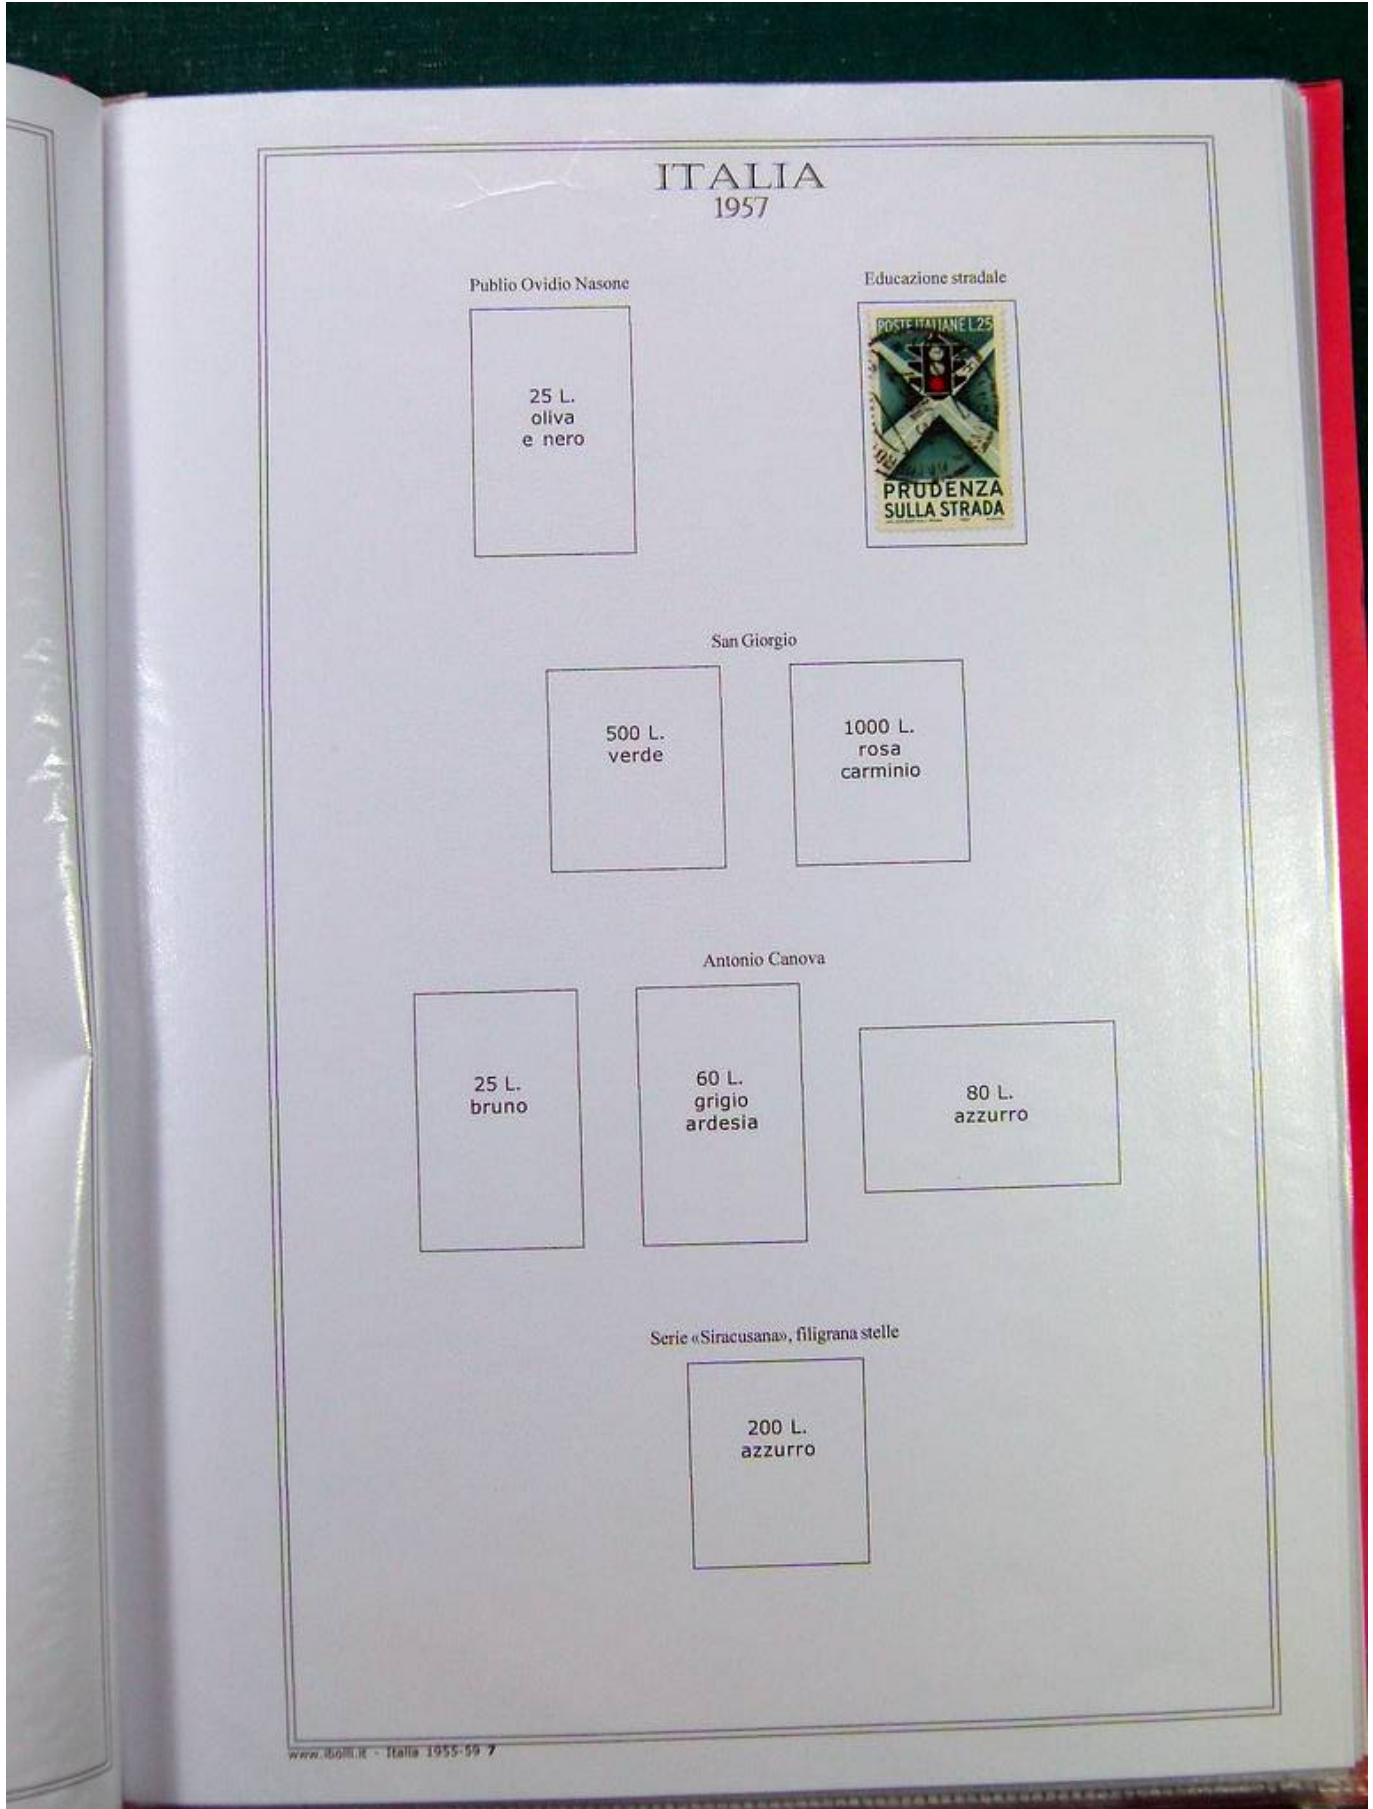 ITALIA
1957
Publio Ovidio Nasone
Educazione stradale
25 L.
oliva
e nero
POSTE ITALIANE L.25
PRUDENZA
SULLA STRADA
San Giorgio
500 L.
verde
1000 L.
rosa
carminio
Antonio Canova
25 L.
bruno
60 L.
grigio
ardesia
80 L.
azzurro
Serie «Siracusana», filigrana stelle
200 L.
azzurro
www.ibolli.it - Italia 1955-59 7